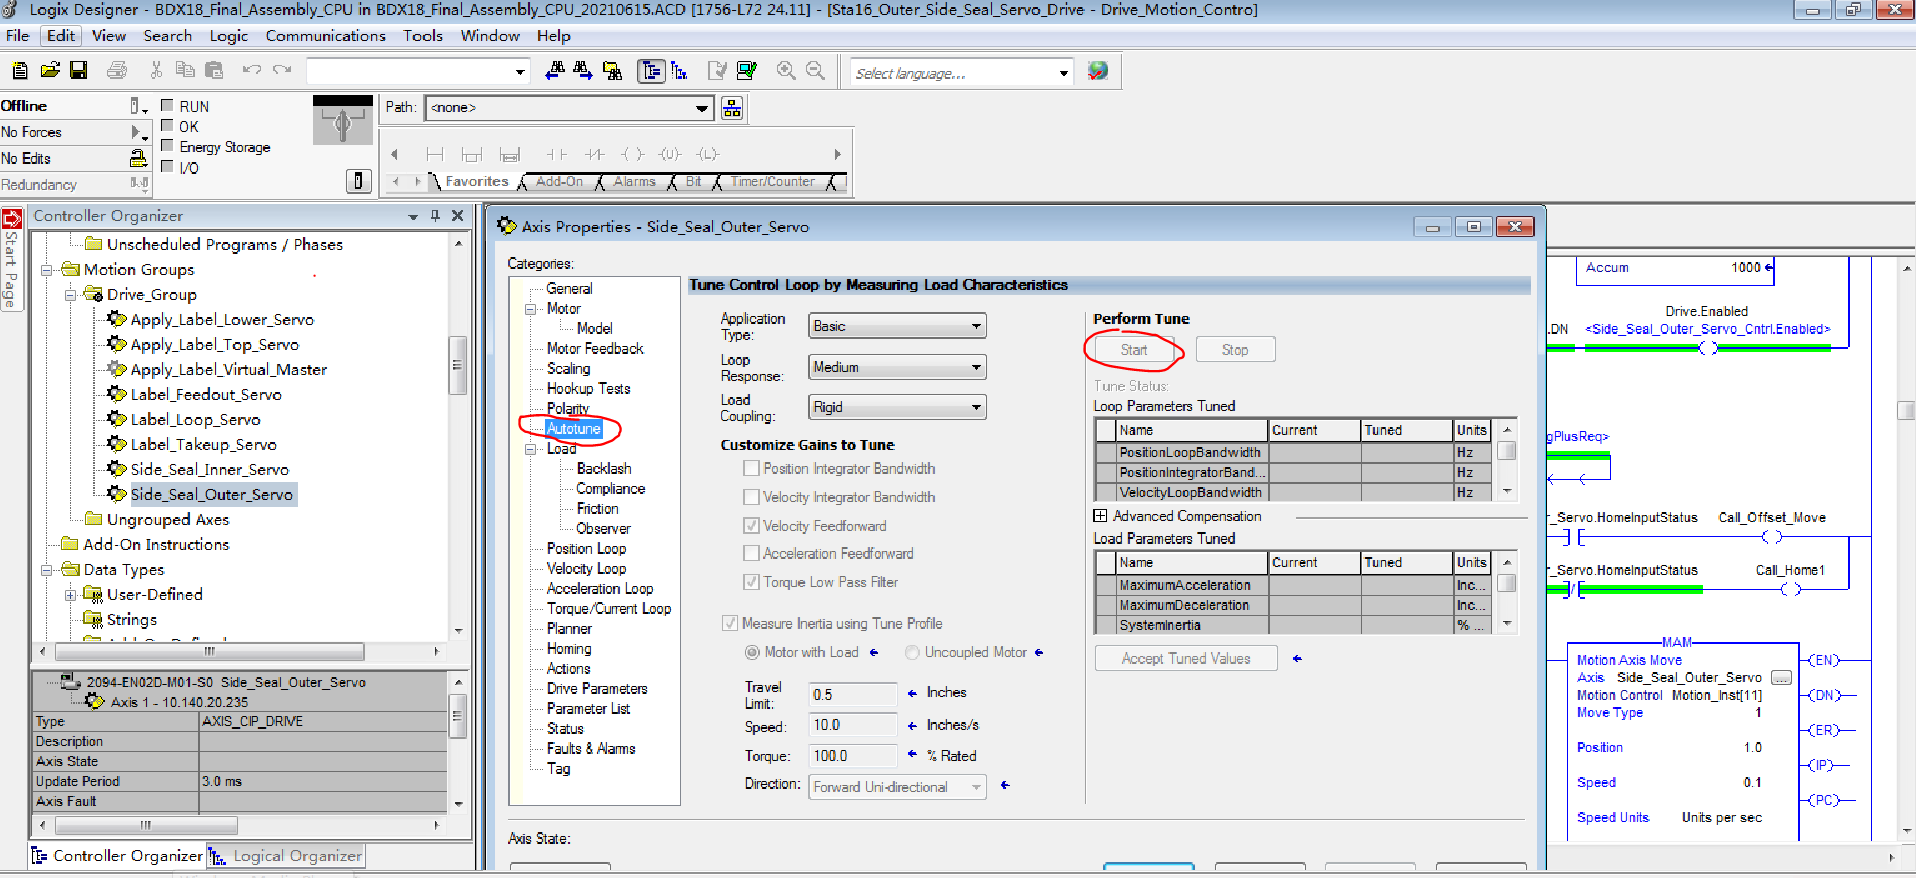 Logix Designer - BDX18_Final_Assembly_CPU in BDX18_Final_Assembly_CPU_20210615.ACD [1756-L72 24.11] - [Sta16_Outer_Side_Seal_Servo_Drive - Drive_Motion_Contro]
File Edit View Search Logic Communications Tools Window Help
Select language...
Offline
No Forces
No Edits
Redundancy
RUN
OK
Energy Storage
I/O
Path: <none>
Favorites Add-On Alarms Bit Timer/Counter
Start Page
Controller Organizer
Unscheduled Programs / Phases
Motion Groups
Drive_Group
Apply_Label_Lower_Servo
Apply_Label_Top_Servo
Apply_Label_Virtual_Master
Label_Feedout_Servo
Label_Loop_Servo
Label_Takeup_Servo
Side_Seal_Inner_Servo
Side_Seal_Outer_Servo
Ungrouped Axes
Add-On Instructions
Data Types
User-Defined
Strings
2094-EN02D-M01-S0 Side_Seal_Outer_Servo
Axis 1 - 10.140.20.235
Type AXIS_CIP_DRIVE
Description
Axis State
Update Period 3.0 ms
Axis Fault
Controller Organizer Logical Organizer
Axis Properties - Side_Seal_Outer_Servo
Categories:
General
Motor
Model
Motor Feedback
Scaling
Hookup Tests
Polarity
Autotune
Load
Backlash
Compliance
Friction
Observer
Position Loop
Velocity Loop
Acceleration Loop
Torque/Current Loop
Planner
Homing
Actions
Drive Parameters
Parameter List
Status
Faults & Alarms
Tag
Tune Control Loop by Measuring Load Characteristics
Application Type: Basic
Loop Response: Medium
Load Coupling: Rigid
Customize Gains to Tune
Position Integrator Bandwidth
Velocity Integrator Bandwidth
Velocity Feedforward
Acceleration Feedforward
Torque Low Pass Filter
Measure Inertia using Tune Profile
Motor with Load Uncoupled Motor
Travel Limit: 0.5 Inches
Speed: 10.0 Inches/s
Torque: 100.0 % Rated
Direction: Forward Uni-directional
Perform Tune
Start Stop
Tune Status:
Loop Parameters Tuned
Name Current Tuned Units
PositionLoopBandwidth Hz
PositionIntegratorBand... Hz
VelocityLoopBandwidth Hz
Advanced Compensation
Load Parameters Tuned
Name Current Tuned Units
MaximumAcceleration Inc...
MaximumDeceleration Inc...
SystemInertia % ...
Accept Tuned Values
Axis State:
Accum 1000
Drive.Enabled
.DN <Side_Seal_Outer_Servo_Cntrl.Enabled>
gPlusReq>
r_Servo.HomeInputStatus Call_Offset_Move
r_Servo.HomeInputStatus Call_Home1
MAM
Motion Axis Move
Axis Side_Seal_Outer_Servo ...
Motion Control Motion_Inst[11]
Move Type 1
Position 1.0
Speed 0.1
Speed Units Units per sec
EN
DN
ER
IP
PC